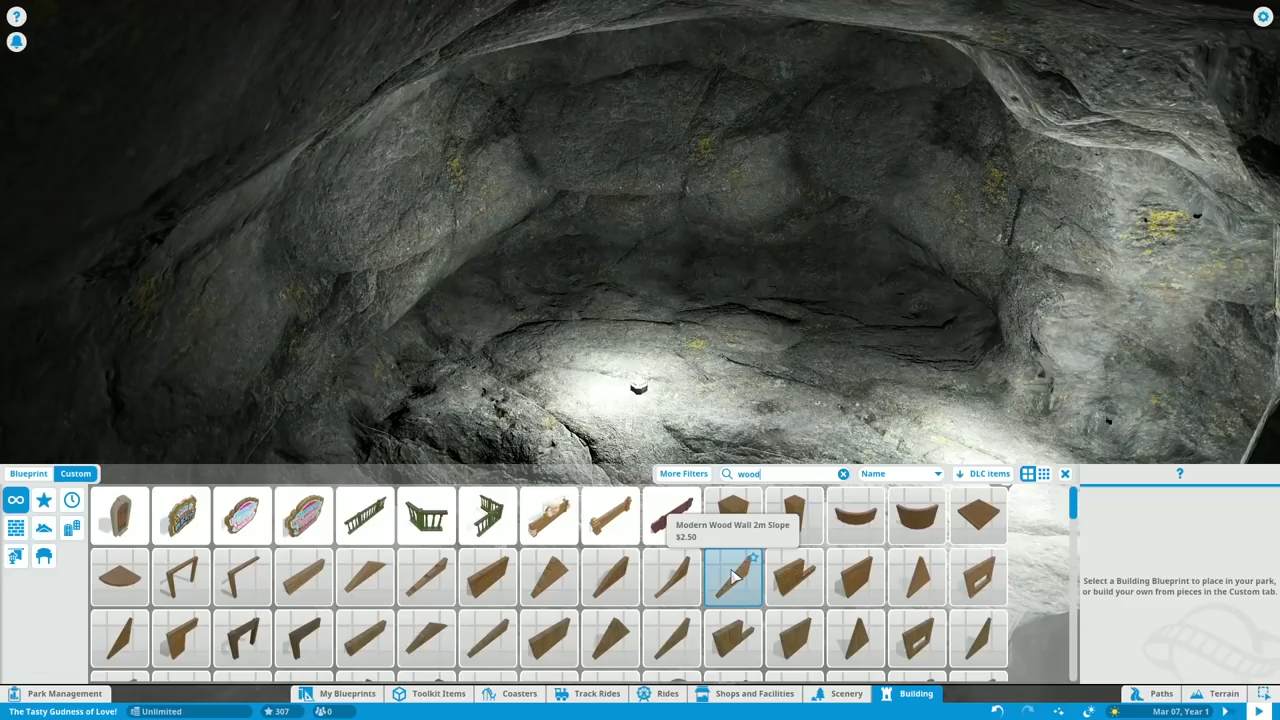 ?
Blueprint
Custom
More Filters
wood
Name
DLC items
?
Modern Wood Wall 2m Slope
$2.50
Select a Building Blueprint to place in your park,
or build your own from pieces in the Custom tab.
Park Management
My Blueprints
Toolkit Items
Coasters
Track Rides
Rides
Shops and Facilities
Scenery
Building
Paths
Terrain
The Tasty Gudness of Love!
Unlimited
307
0
Mar 07, Year 1